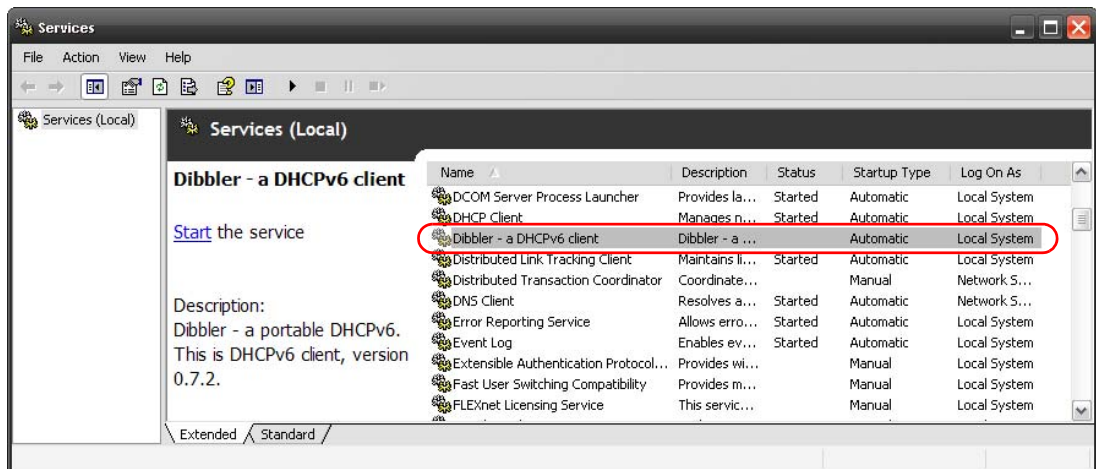 Services
File Action View Help
Services (Local)
Services (Local)
Dibbler - a DHCPv6 client
Start the service
Description:
Dibbler - a portable DHCPv6.
This is DHCPv6 client, version
0.7.2.
Name Description Status Startup Type Log On As
DCOM Server Process Launcher Provides la... Started Automatic Local System
DHCP Client Manages n... Started Automatic Local System
Dibbler - a DHCPv6 client Dibbler - a ... Automatic Local System
Distributed Link Tracking Client Maintains li... Started Automatic Local System
Distributed Transaction Coordinator Coordinate... Manual Network S...
DNS Client Resolves a... Started Automatic Network S...
Error Reporting Service Allows erro... Started Automatic Local System
Event Log Enables ev... Started Automatic Local System
Extensible Authentication Protocol... Provides wi... Manual Local System
Fast User Switching Compatibility Provides m... Manual Local System
FLEXnet Licensing Service This servic... Manual Local System
Extended Standard